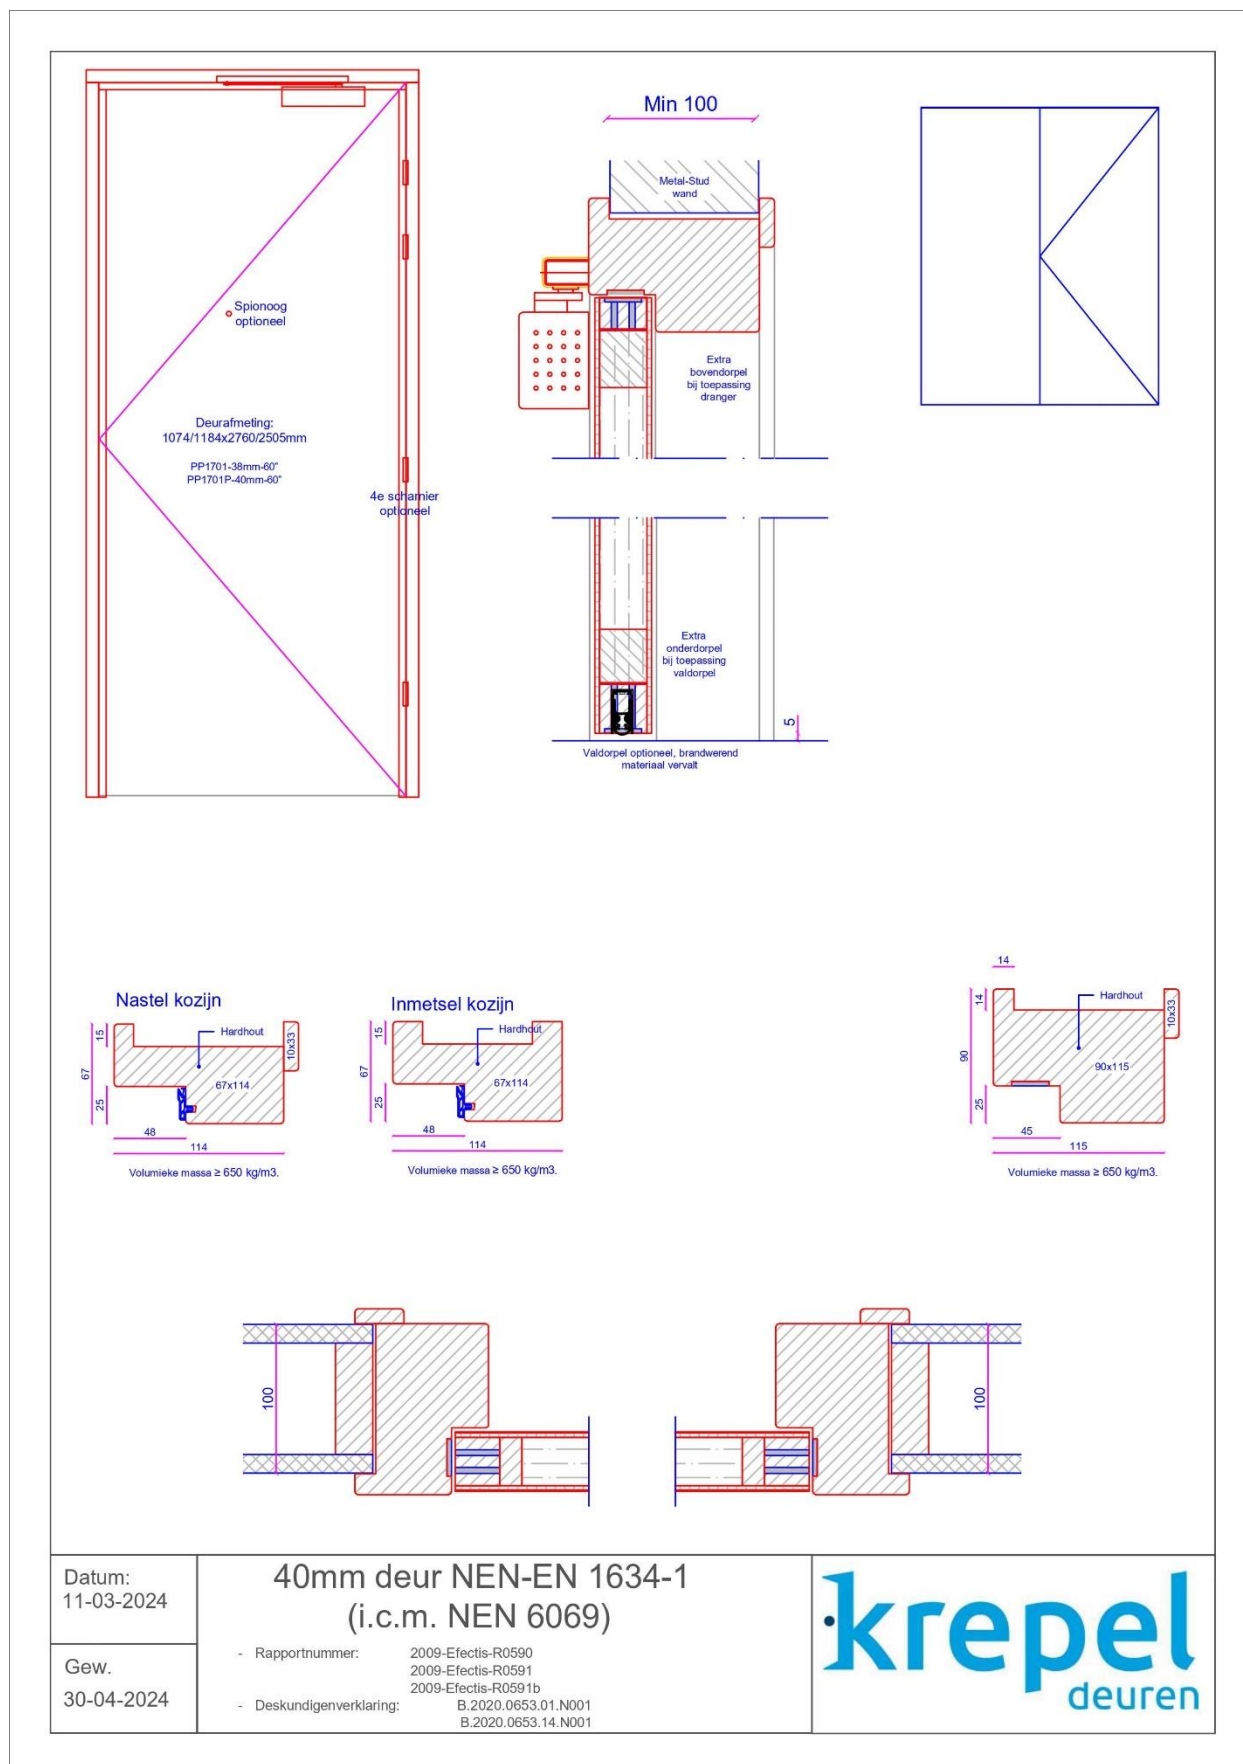 Min 100
Metal-Stud
wand
Spionoog
optioneel
Extra
bovendorpel
bij toepassing
dranger
Deurafmeting:
1074/1184x2760/2505mm
PP1701-38mm-60"
PP1701P-40mm-60"
4e scharnier
optioneel
Extra
onderdorpel
bij toepassing
valdorpel
5
Valdorpel optioneel, brandwerend
materiaal vervalt
Nastel kozijn
15
Hardhout
10x33
67
67x114
25
48
114
Volumieke massa ≥ 650 kg/m3.
Inmetsel kozijn
15
Hardhout
67
67x114
25
48
114
Volumieke massa ≥ 650 kg/m3.
14
14
Hardhout
10x33
90
90x115
25
45
115
Volumieke massa ≥ 650 kg/m3.
100
100
Datum:
11-03-2024
Gew.
30-04-2024
40mm deur NEN-EN 1634-1
(i.c.m. NEN 6069)
- Rapportnummer: 2009-Efectis-R0590
2009-Efectis-R0591
2009-Efectis-R0591b
- Deskundigenverklaring: B.2020.0653.01.N001
B.2020.0653.14.N001
krepel
deuren